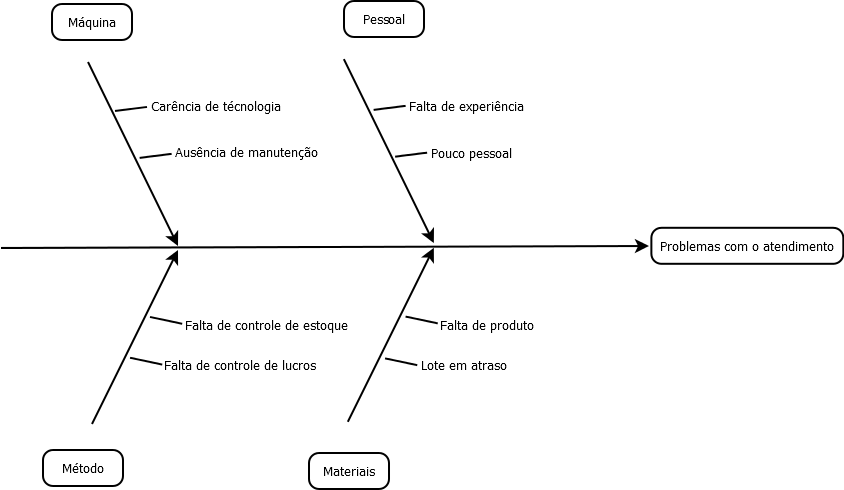 Máquina
Pessoal
Carência de técnologia
Falta de experiência
Ausência de manutenção
Pouco pessoal
Problemas com o atendimento
Falta de controle de estoque
Falta de produto
Falta de controle de lucros
Lote em atraso
Método
Materiais